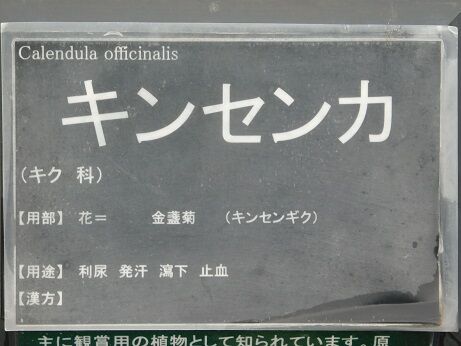 Calendula officinalis
キンセンカ
(キク 科)
【用部】 花= 金盞菊 (キンセンギク)
【用途】 利尿 発汗 瀉下 止血
【漢方】
主に観賞用の植物として知られています。原